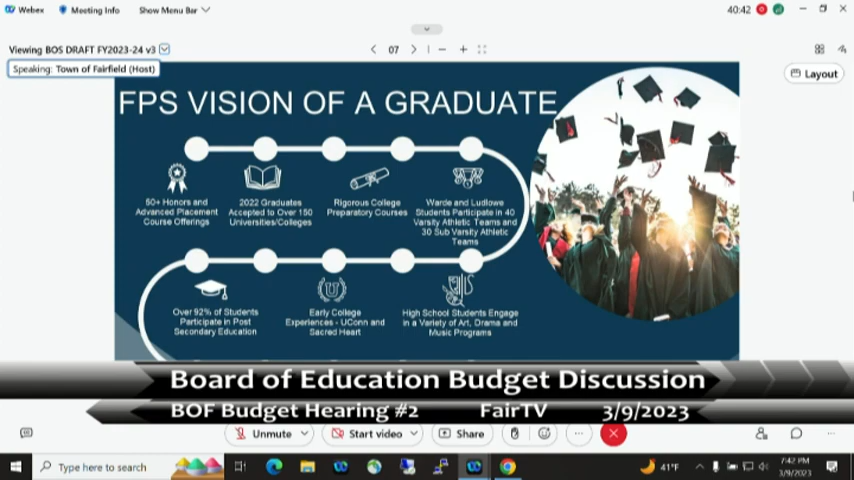 Webex
Meeting Info
Show Menu Bar
40:42
Viewing BOS DRAFT FY2023-24 v3
07
Speaking: Town of Fairfield (Host)
Layout
FPS VISION OF A GRADUATE
50+ Honors and
Advanced Placement
Course Offerings
2022 Graduates
Accepted to Over 150
Universities/Colleges
Rigorous College
Preparatory Courses
Warde and Ludlowe
Students Participate in 40
Varsity Athletic Teams and
30 Sub Varsity Athletic
Teams
Over 92% of Students
Participate in Post
Secondary Education
Early College
Experiences - UConn and
Sacred Heart
High School Students Engage
in a Variety of Art, Drama and
Music Programs
Board of Education Budget Discussion
BOF Budget Hearing #2 FairTV 3/9/2023
Unmute
Start video
Share
Type here to search
41°F
7:42 PM
3/9/2023